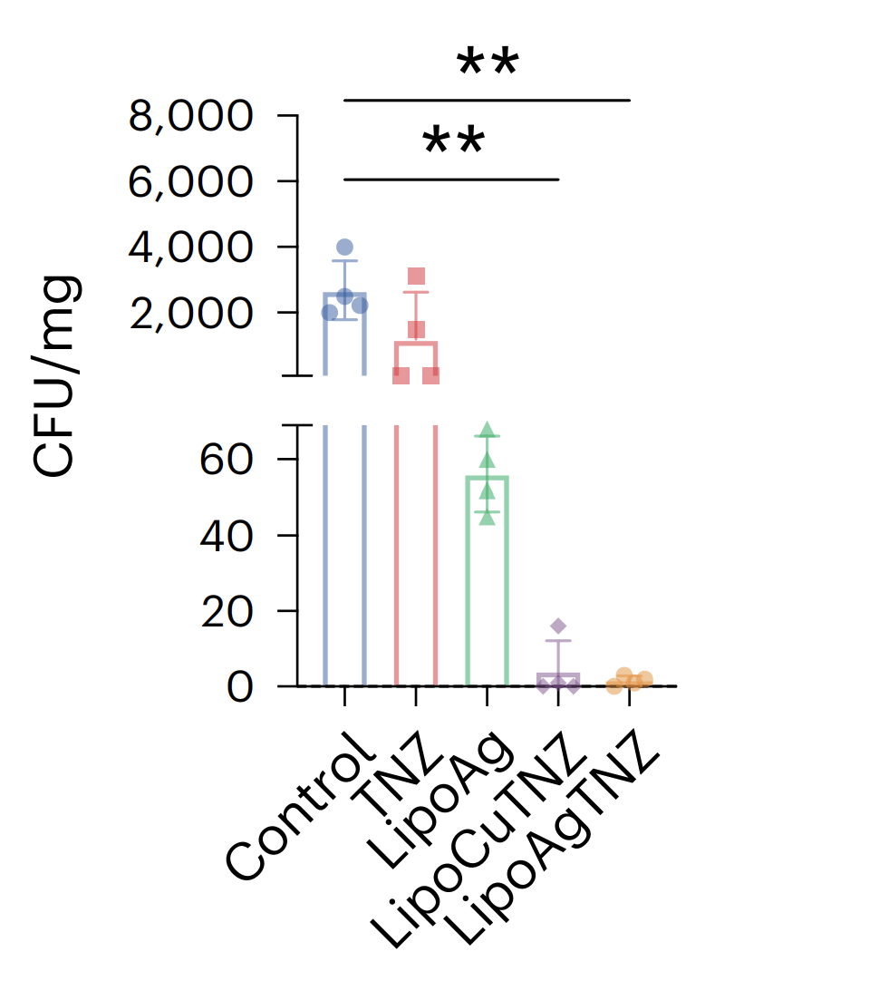 **
**
8,000
6,000
4,000
2,000
60
40
20
0
CFU/mg
Control
TNZ
LipoAg
LipoCuTNZ
LipoAgTNZ